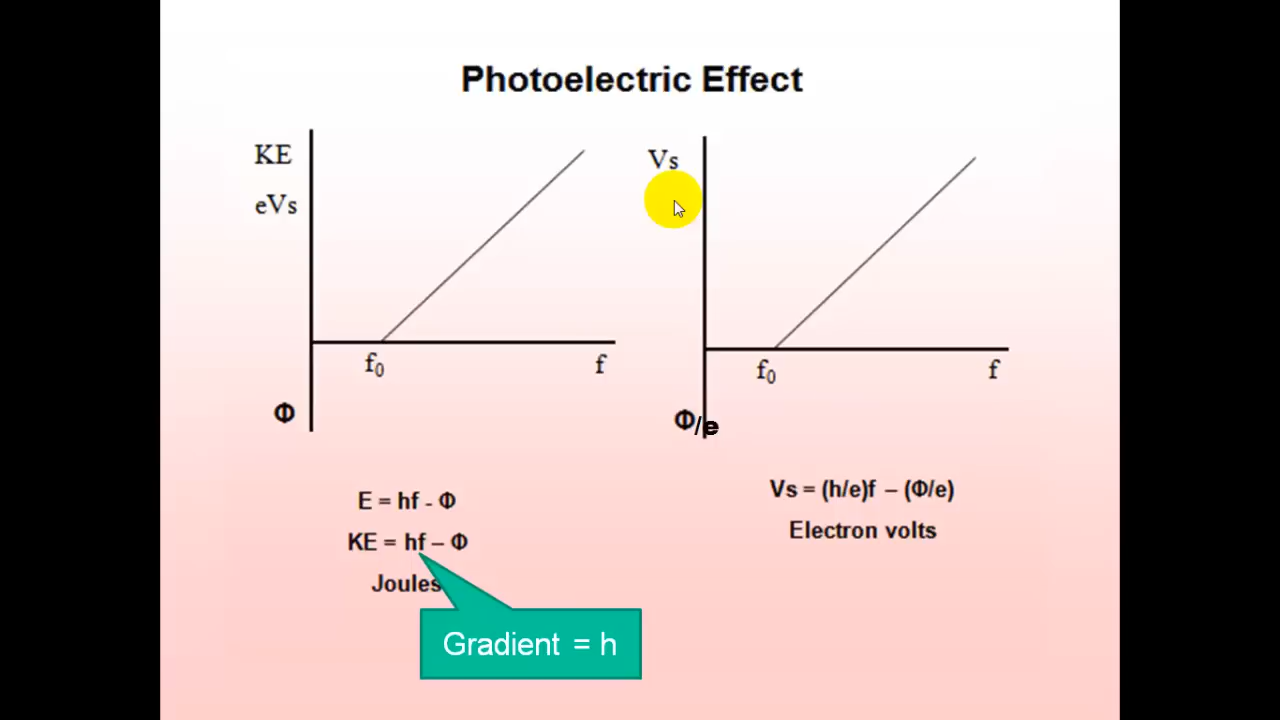 Photoelectric Effect
KE
eVs
f₀
f
Φ
E = hf - Φ
KE = hf – Φ
Joules
Gradient = h
Vs
f₀
f
Φ/e
Vs = (h/e)f – (Φ/e)
Electron volts